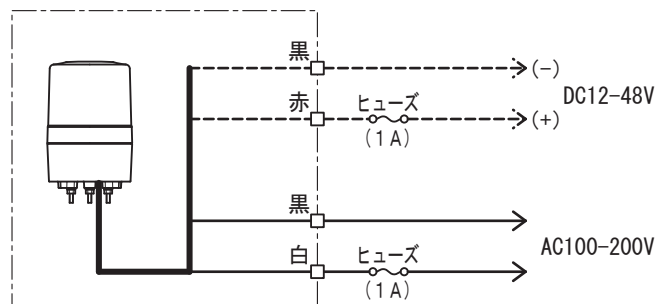 黒
(-)
DC12-48V
赤
ヒューズ
(1A)
(+)
黒
AC100-200V
白
ヒューズ
(1A)